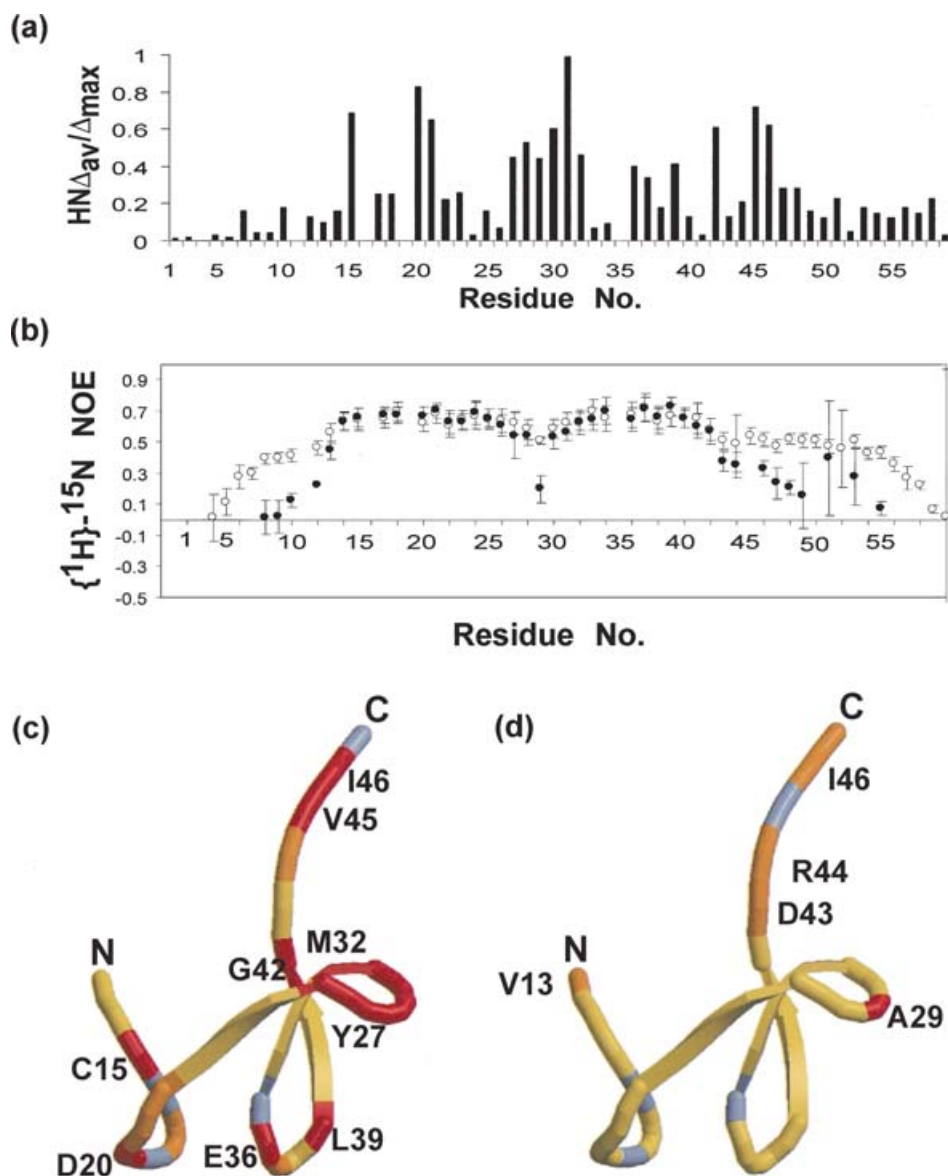 (a)
HNΔav/Δmax
1
0.8
0.6
0.4
0.2
0
1 5 10 15 20 25 30 35 40 45 50 55
Residue No.
(b)
{1H}-15N NOE
0.9
0.7
0.5
0.3
0.1
-0.1
-0.3
-0.5
1 5 10 15 20 25 30 35 40 45 50 55
Residue No.
(c)
C
I46
V45
N
M32
G42
Y27
C15
D20
E36
L39
(d)
C
I46
R44
D43
N
V13
A29